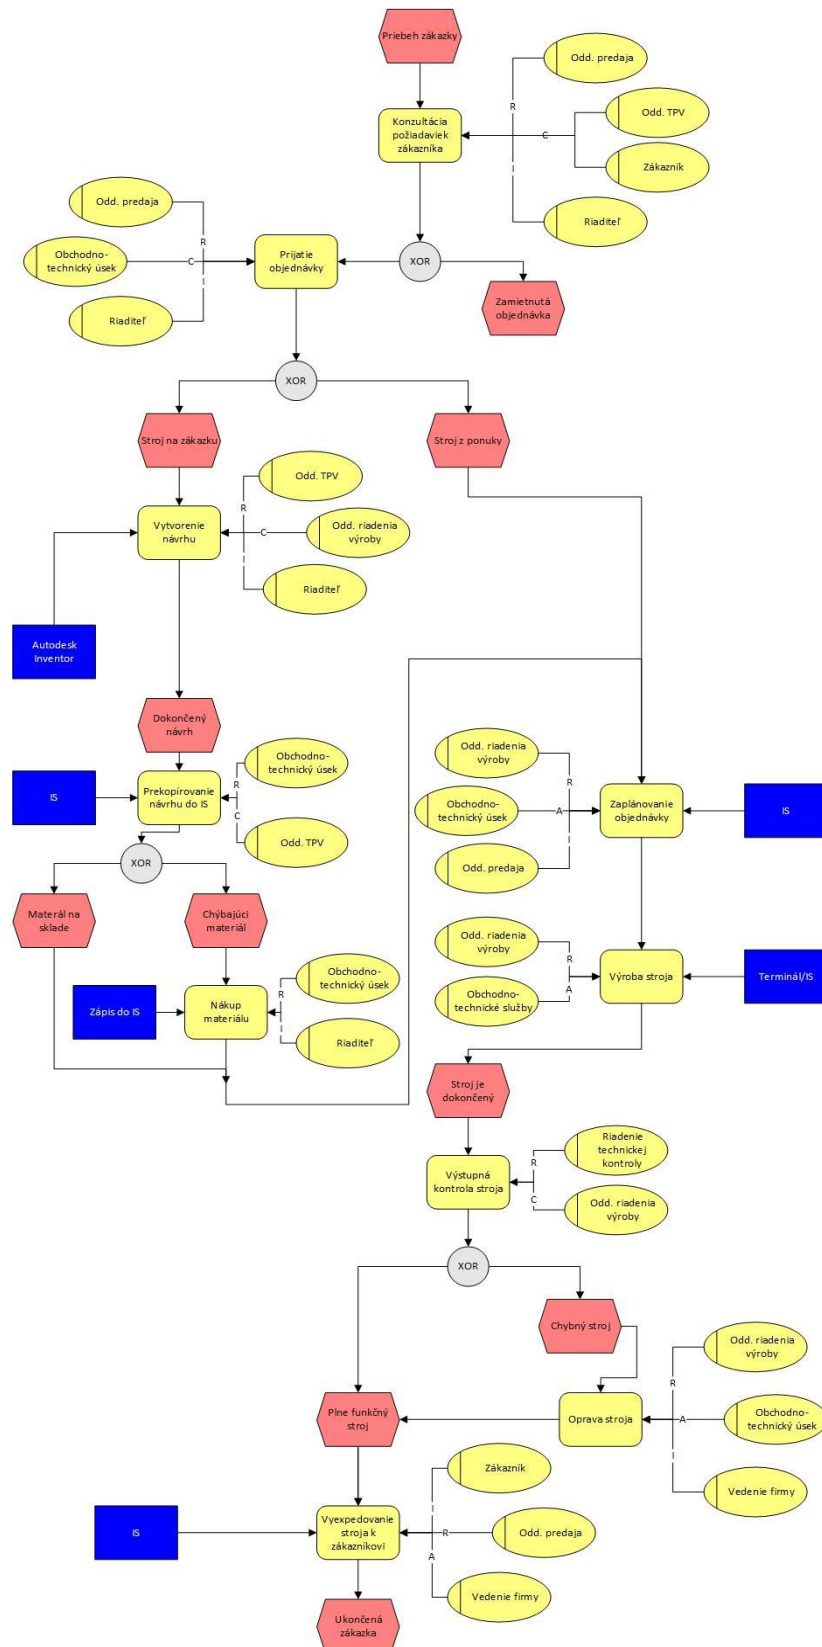 Priebeh zákazky
Odd. predaja
R
Konzultácia
požiadaviek
zákazníka
C
Odd. TPV
Zákazník
I
Riaditeľ
Odd. predaja
R
Obchodno-
technický úsek
C
Prijatie
objednávky
XOR
I
Riaditeľ
Zamietnutá
objednávka
XOR
Stroj na zákazku
Stroj z ponuky
Odd. TPV
R
Vytvorenie
návrhu
C
Odd. riadenia
výroby
I
Riaditeľ
Autodesk
Inventor
Dokončený
návrh
Obchodno-
technický úsek
R
IS
Prekopírovanie
návrhu do IS
C
Odd. TPV
Odd. riadenia
výroby
R
Obchodno-
technický úsek
A
Zaplánovanie
objednávky
IS
I
Odd. predaja
XOR
Materál na
sklade
Chýbajúci
materiál
Odd. riadenia
výroby
R
Výroba stroja
Terminál/IS
A
Obchodno-
technické služby
Obchodno-
technický úsek
R
Zápis do IS
Nákup
materiálu
I
Riaditeľ
Stroj je
dokončený
Riadenie
technickej
kontroly
R
Výstupná
kontrola stroja
C
Odd. riadenia
výroby
XOR
Chybný stroj
Odd. riadenia
výroby
R
Plne funkčný
stroj
Oprava stroja
A
Obchodno-
technický úsek
I
Vedenie firmy
Zákazník
I
IS
Vyexpedovanie
stroja k
zákazníkovi
R
Odd. predaja
A
Vedenie firmy
Ukončená
zákazka